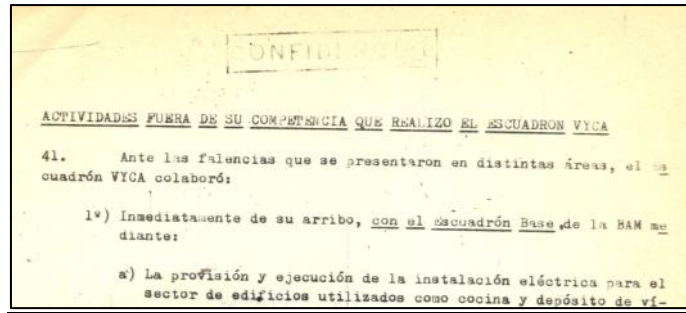 CONFIDENCIAL
ACTIVIDADES FUERA DE SU COMPETENCIA QUE REALIZO EL ESCUADRON VYCA
41. Ante las falencias que se presentaron en distintas áreas, el es
cuadrón VYCA colaboró:
1º) Inmediatamente de su arribo, con el Escuadrón Base,de la BAM me
diante:
a) La provisión y ejecución de la instalación eléctrica para el
sector de edificios utilizados como cocina y depósito de ví-